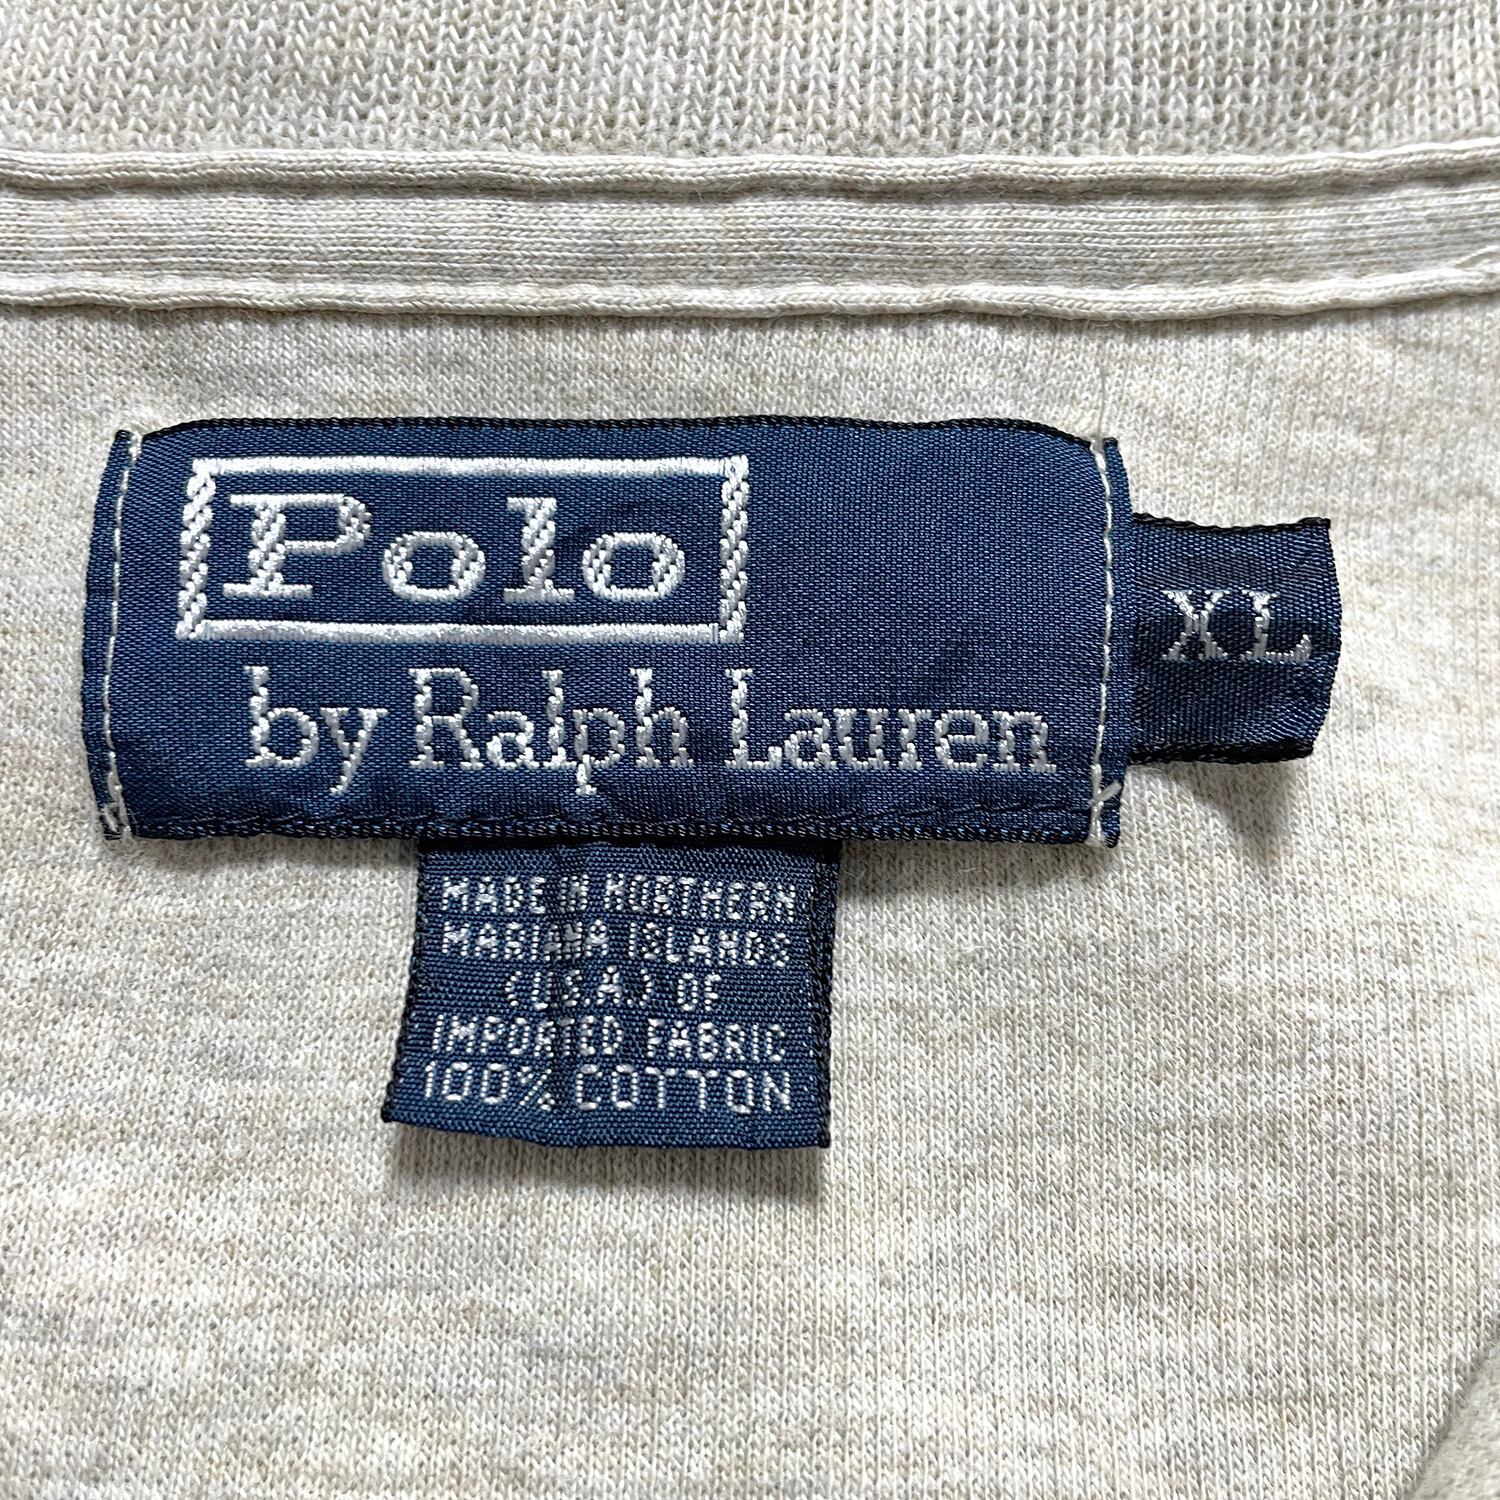 Polo
by Ralph Lauren
XL
MADE IN NORTHERN
MARIANA ISLANDS
(U.S.A.) OF
IMPORTED FABRIC
100% COTTON